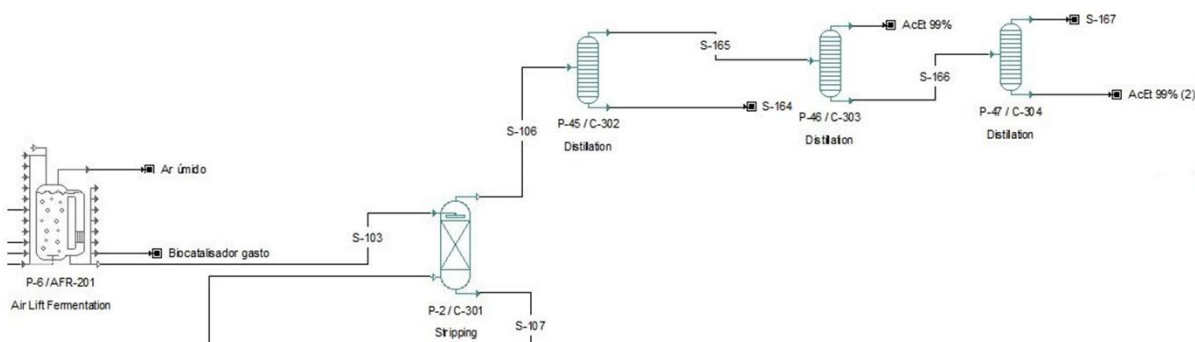 S-167
AcEt 99%
S-165
S-166
AcEt 99% (2)
S-164
P-45 / C-302
Distillation
P-46 / C-303
Distillation
P-47 / C-304
Distillation
S-106
Ar úmido
S-103
Biocatalisador gasto
P-6 / AFR-201
Air Lift Fermentation
P-2 / C-301
Stripping
S-107